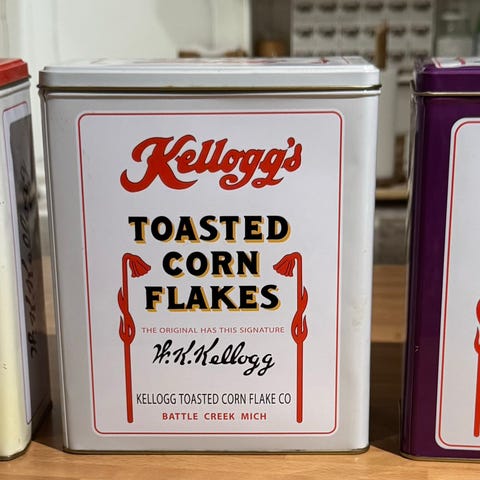 Kellogg's
TOASTED
CORN
FLAKES
THE ORIGINAL HAS THIS SIGNATURE
W.K.Kellogg
KELLOGG TOASTED CORN FLAKE CO
BATTLE CREEK MICH